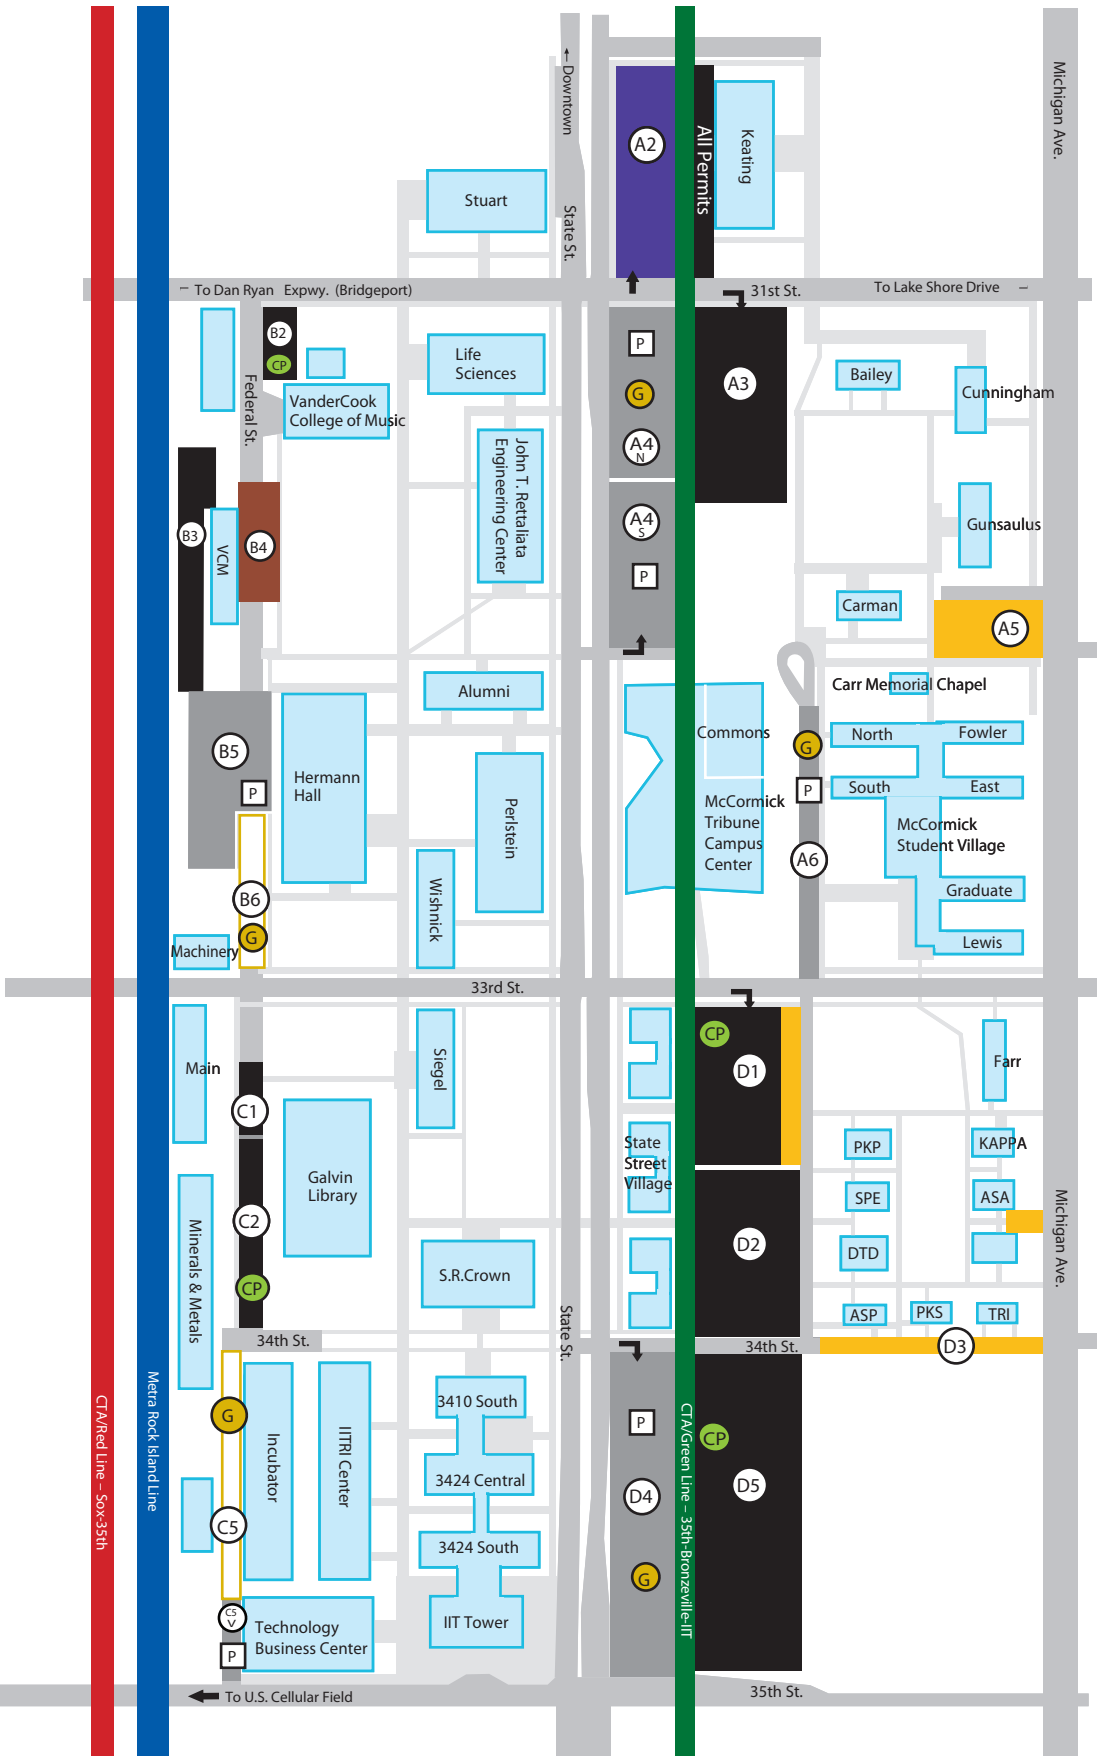 ← Downtown
Michigan Ave.
A2
All Permits
Keating
Stuart
State St.
– To Dan Ryan Expwy. (Bridgeport)
31st St.
To Lake Shore Drive –
B2
CP
Federal St.
VanderCook
College of Music
Life
Sciences
P
G
A4
N
A3
Bailey
Cunningham
John T. Rettaliata
Engineering Center
A4
S
P
Gunsaulus
B3
VCM
B4
Carman
A5
Carr Memorial Chapel
Alumni
B5
P
Hermann
Hall
Perlstein
Commons
G
P
North
Fowler
South
East
McCormick
Tribune
Campus
Center
McCormick
Student Village
A6
Wishnick
Graduate
B6
G
Machinery
Lewis
33rd St.
Main
Siegel
CP
D1
Farr
C1
State
Street
Village
PKP
KAPPA
Galvin
Library
SPE
ASA
C2
Minerals & Metals
D2
DTD
Michigan Ave.
S.R.Crown
CP
ASP
PKS
TRI
34th St.
State St.
34th St.
D3
CTA/Red Line – Sox-35th
Metra Rock Island Line
G
Incubator
IITRI Center
3410 South
P
CTA/Green Line – 35th-Bronzeville-IIT
CP
3424 Central
D4
D5
C5
3424 South
G
C5
V
P
Technology
Business Center
IIT Tower
To U.S. Cellular Field
35th St.